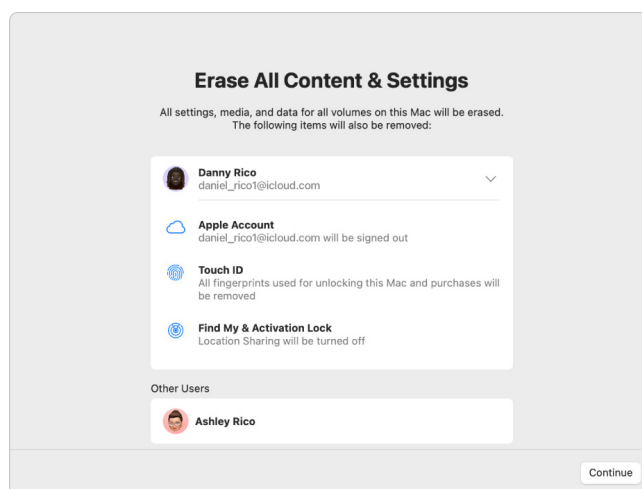 Erase All Content & Settings
All settings, media, and data for all volumes on this Mac will be erased.
The following items will also be removed:
Danny Rico
daniel_rico1@icloud.com
Apple Account
daniel_rico1@icloud.com will be signed out
Touch ID
All fingerprints used for unlocking this Mac and purchases will
be removed
Find My & Activation Lock
Location Sharing will be turned off
Other Users
Ashley Rico
Continue